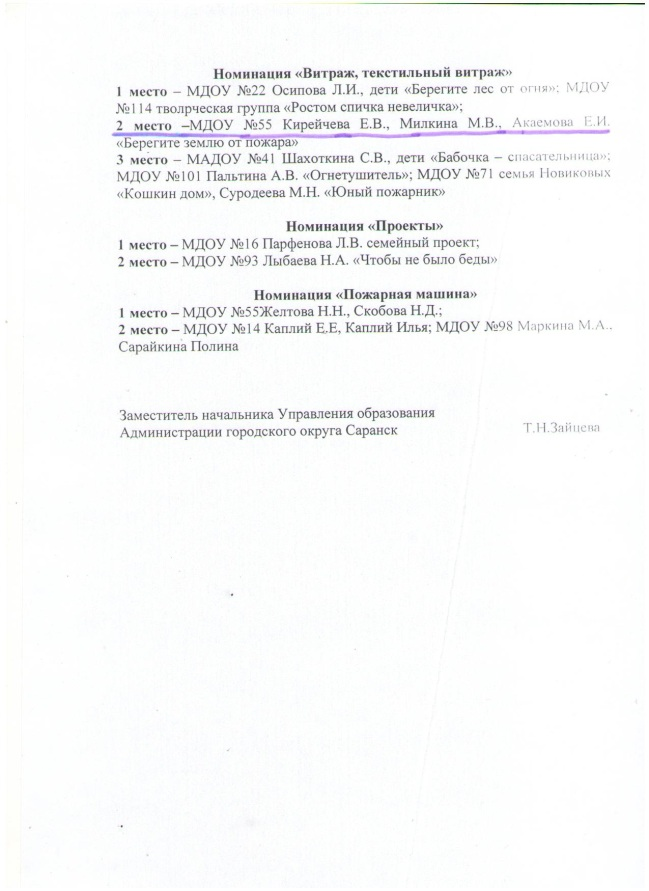 Номинация «Витраж, текстильный витраж»
1 место – МДОУ №22 Осипова Л.И., дети «Берегите лес от огня»; МДОУ
№114 тволрческая группа «Ростом спичка невеличка»;
2 место –МДОУ №55 Кирейчева Е.В., Милкина М.В., Акаемова Е.И.
«Берегите землю от пожара»
3 место – МАДОУ №41 Шахоткина С.В., дети «Бабочка – спасательница»;
МДОУ №101 Пальтина А.В. «Огнетушитель»; МДОУ №71 семья Новиковых
«Кошкин дом», Суродеева М.Н. «Юный пожарник»
Номинация «Проекты»
1 место – МДОУ №16 Парфенова Л.В. семейный проект;
2 место – МДОУ №93 Лыбаева Н.А. «Чтобы не было беды»
Номинация «Пожарная машина»
1 место – МДОУ №55Желтова Н.Н., Скобова Н.Д.;
2 место – МДОУ №14 Каплий Е.Е, Каплий Илья; МДОУ №98 Маркина М.А..
Сарайкина Полина
Заместитель начальника Управления образования
Администрации городского округа Саранск Т.Н.Зайцева